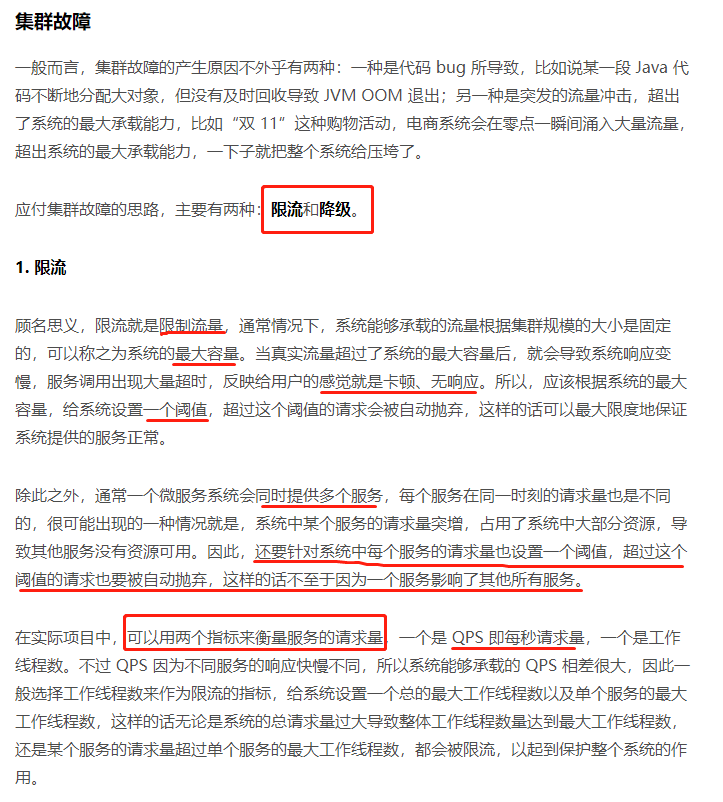 集群故障
一般而言，集群故障的产生原因不外乎有两种：一种是代码 bug 所导致，比如说某一段 Java 代
码不断地分配大对象，但没有及时回收导致 JVM OOM 退出；另一种是突发的流量冲击，超出
了系统的最大承载能力，比如“双 11”这种购物活动，电商系统会在零点一瞬间涌入大量流量，
超出系统的最大承载能力，一下子就把整个系统给压垮了。
应付集群故障的思路，主要有两种：限流和降级。
1. 限流
顾名思义，限流就是限制流量，通常情况下，系统能够承载的流量根据集群规模的大小是固定
的，可以称之为系统的最大容量。当真实流量超过了系统的最大容量后，就会导致系统响应变
慢，服务调用出现大量超时，反映给用户的感觉就是卡顿、无响应。所以，应该根据系统的最大
容量，给系统设置一个阈值，超过这个阈值的请求会被自动抛弃，这样的话可以最大限度地保证
系统提供的服务正常。
除此之外，通常一个微服务系统会同时提供多个服务，每个服务在同一时刻的请求量也是不同
的，很可能出现的一种情况就是，系统中某个服务的请求量突增，占用了系统中大部分资源，导
致其他服务没有资源可用。因此，还要针对系统中每个服务的请求量也设置一个阈值，超过这个
阈值的请求也要被自动抛弃，这样的话不至于因为一个服务影响了其他所有服务。
在实际项目中，可以用两个指标来衡量服务的请求量，一个是 QPS 即每秒请求量，一个是工作
线程数。不过 QPS 因为不同服务的响应快慢不同，所以系统能够承载的 QPS 相差很大，因此一
般选择工作线程数来作为限流的指标，给系统设置一个总的最大工作线程数以及单个服务的最大
工作线程数，这样的话无论是系统的总请求量过大导致整体工作线程数量达到最大工作线程数，
还是某个服务的请求量超过单个服务的最大工作线程数，都会被限流，以起到保护整个系统的作
用。